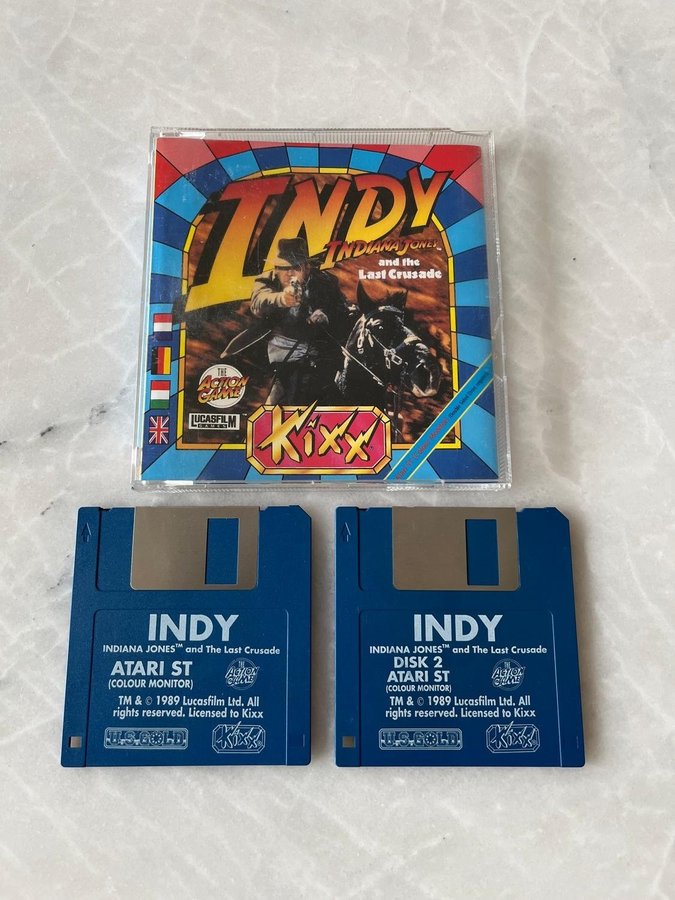 INDY
INDIANA JONES™
and the
Last Crusade
THE
ACTION
GAME
LUCASFILM
GAMES
Kixx
INDY
INDIANA JONES™ and The Last Crusade
ATARI ST
(COLOUR MONITOR)
THE
ACTION
GAME
TM & © 1989 Lucasfilm Ltd. All
rights reserved. Licensed to Kixx
U.S. GOLD.
Kixx
INDY
INDIANA JONES™ and The Last Crusade
DISK 2
ATARI ST
(COLOUR MONITOR)
THE
ACTION
GAME
TM & © 1989 Lucasfilm Ltd. All
rights reserved. Licensed to Kixx
U.S. GOLD.
Kixx